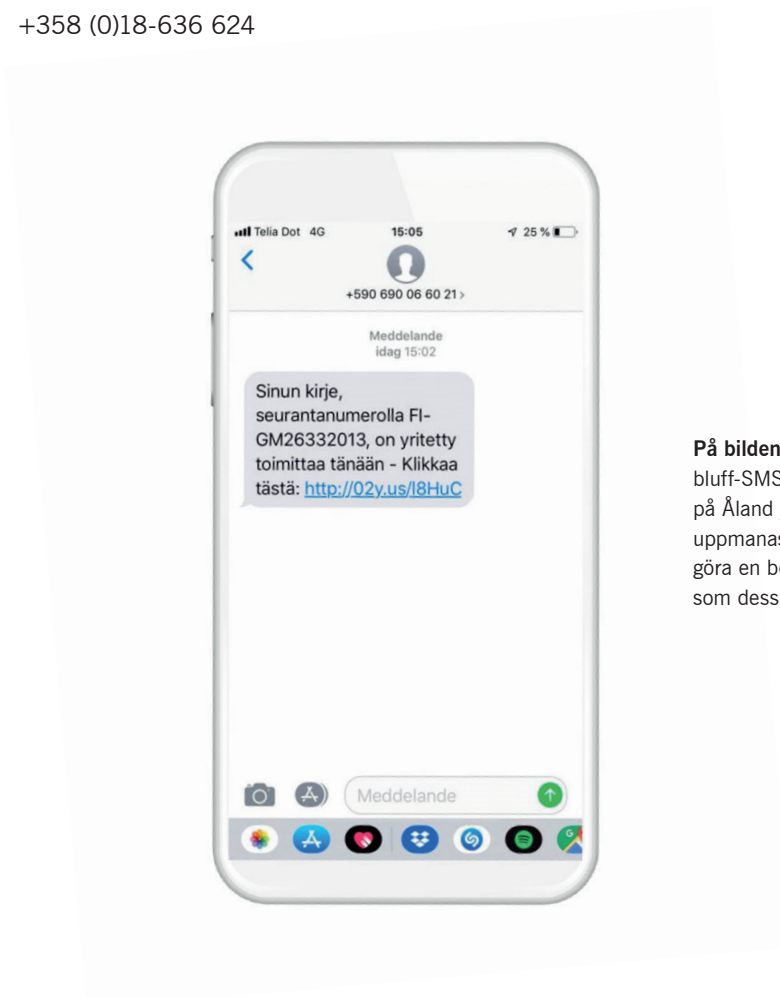 +358 (0)18-636 624
Telia Dot 4G 15:05 25 %
+590 690 06 60 21 >
Meddelande
idag 15:02
Sinun kirje,
seurantanumerolla FI-
GM26332013, on yritetty
toimittaa tänään - Klikkaa
tästä: http://02y.us/l8HuC
På bilden
bluff-SMS
på Åland
uppmanas
göra en be
som dess
Meddelande